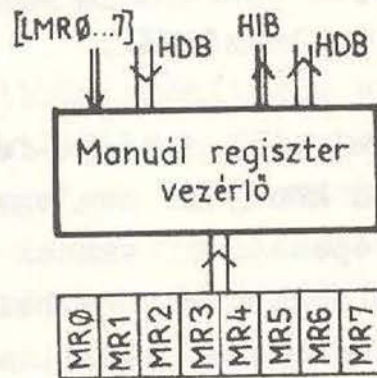 [LMRØ...7] HDB HIB HDB
Manuál regiszter
vezérlő
MRØ MR1 MR2 MR3 MR4 MR5 MR6 MR7